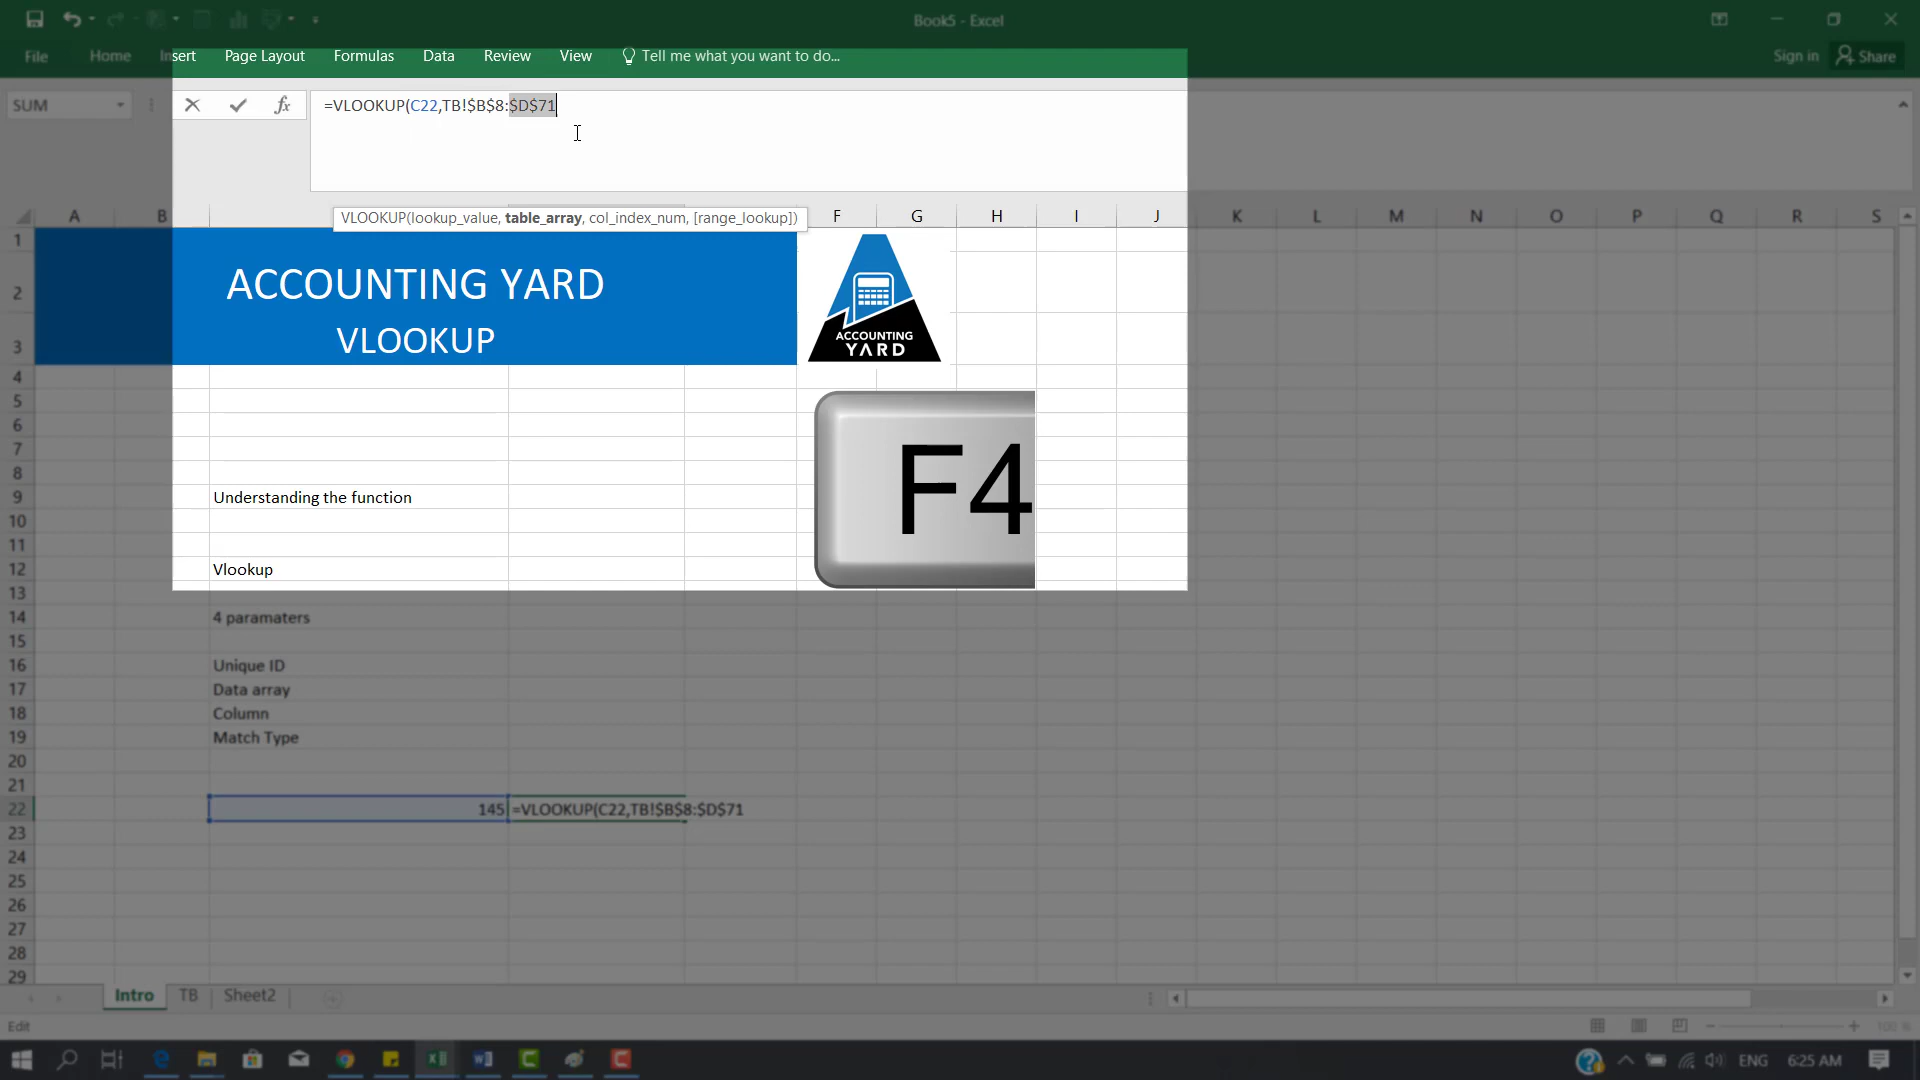 Book5 - Excel
File Home Insert Page Layout Formulas Data Review View Tell me what you want to do... Sign in Share
SUM fx =VLOOKUP(C22,TB!$B$8:$D$71
VLOOKUP(lookup_value, table_array, col_index_num, [range_lookup])
A B F G H I J K L M N O P Q R S
1
2 ACCOUNTING YARD
3 VLOOKUP
ACCOUNTING
YARD
4
5
6
7
8
F4
9 Understanding the function
10
11
12 Vlookup
13
14 4 paramaters
15
16 Unique ID
17 Data array
18 Column
19 Match Type
20
21
22 145 =VLOOKUP(C22,TB!$B$8:$D$71
23
24
25
26
27
28
29
Intro TB Sheet2
Edit 100 %
ENG 6:25 AM